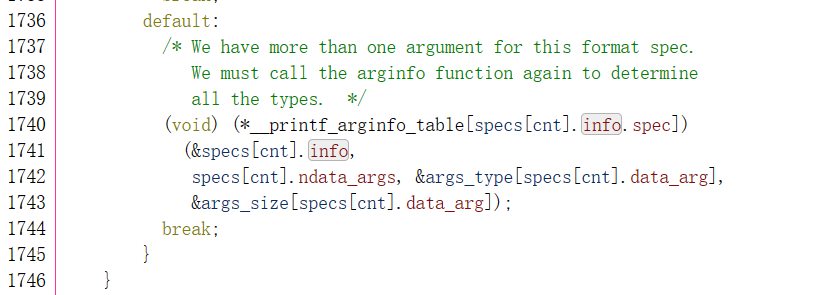 1736 default:
1737 /* We have more than one argument for this format spec.
1738 We must call the arginfo function again to determine
1739 all the types.  */
1740 (void) (*__printf_arginfo_table[specs[cnt].info.spec])
1741 (&specs[cnt].info,
1742 specs[cnt].ndata_args, &args_type[specs[cnt].data_arg],
1743 &args_size[specs[cnt].data_arg]);
1744 break;
1745 }
1746 }